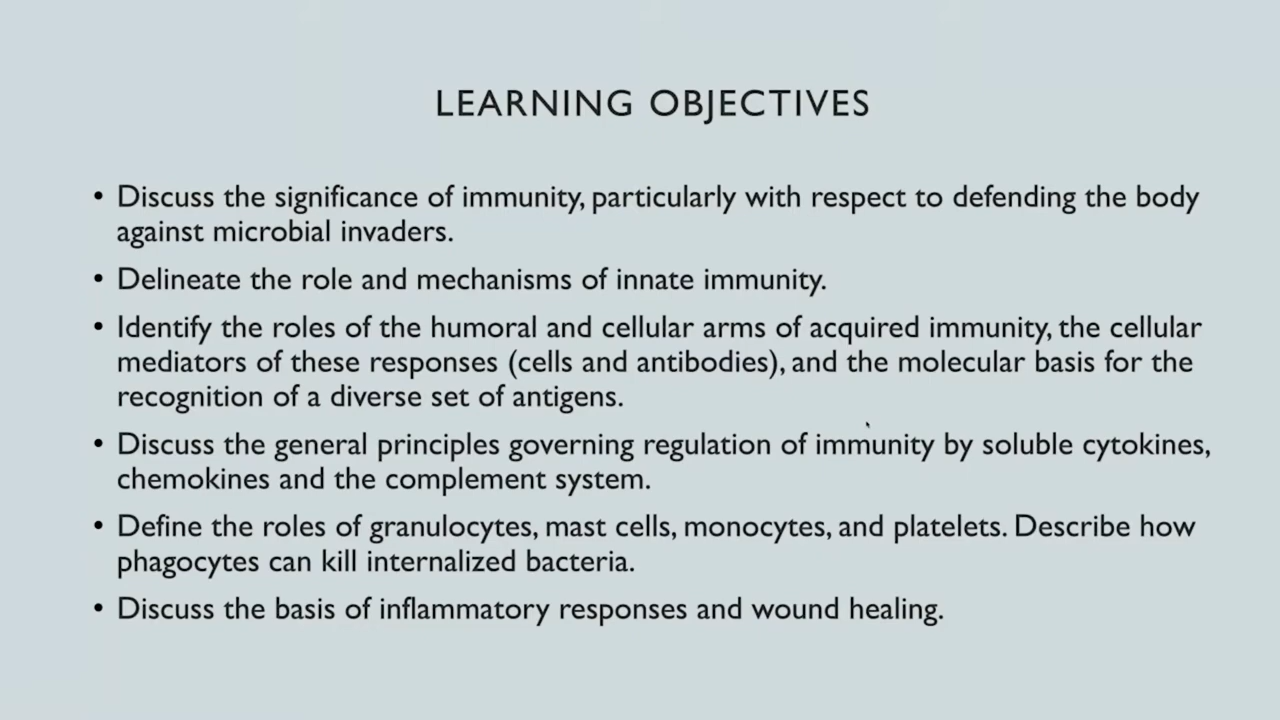 LEARNING OBJECTIVES
• Discuss the significance of immunity, particularly with respect to defending the body
against microbial invaders.
• Delineate the role and mechanisms of innate immunity.
• Identify the roles of the humoral and cellular arms of acquired immunity, the cellular
mediators of these responses (cells and antibodies), and the molecular basis for the
recognition of a diverse set of antigens.
• Discuss the general principles governing regulation of immunity by soluble cytokines,
chemokines and the complement system.
• Define the roles of granulocytes, mast cells, monocytes, and platelets. Describe how
phagocytes can kill internalized bacteria.
• Discuss the basis of inflammatory responses and wound healing.